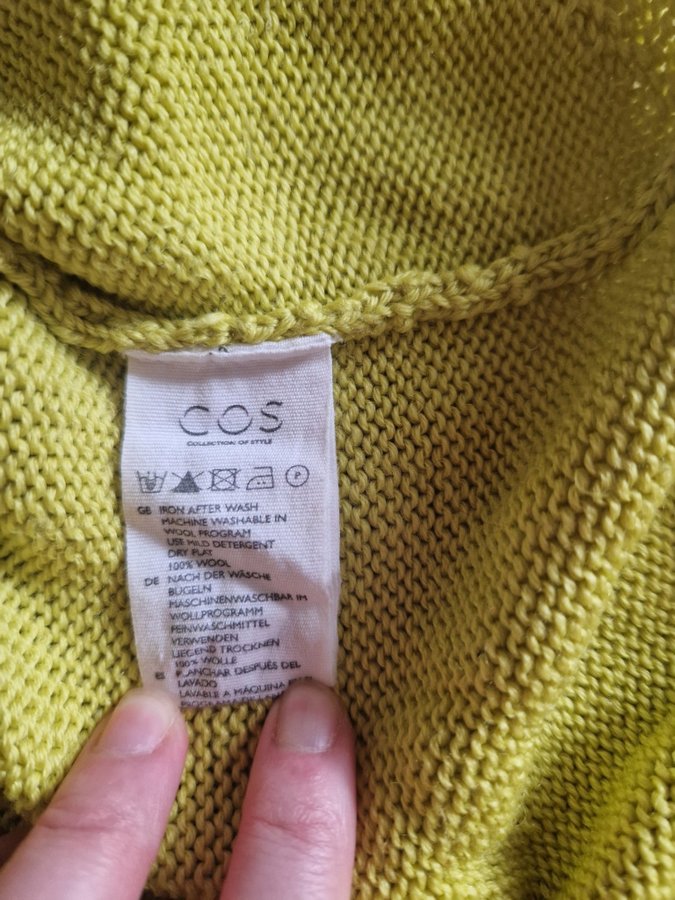 COS
COLLECTION OF STYLE
P
GB IRON AFTER WASH
MACHINE WASHABLE IN
WOOL PROGRAM
USE MILD DETERGENT
DRY FLAT
100% WOOL
DE NACH DER WÄSCHE
BÜGELN
MASCHINENWASCHBAR IM
WOLLPROGRAMM
FEINWASCHMITTEL
VERWENDEN
LIEGEND TROCKNEN
100% WOLLE
ES PLANCHAR DESPUÉS DEL
LAVADO
LAVABLE A MÁQUINA